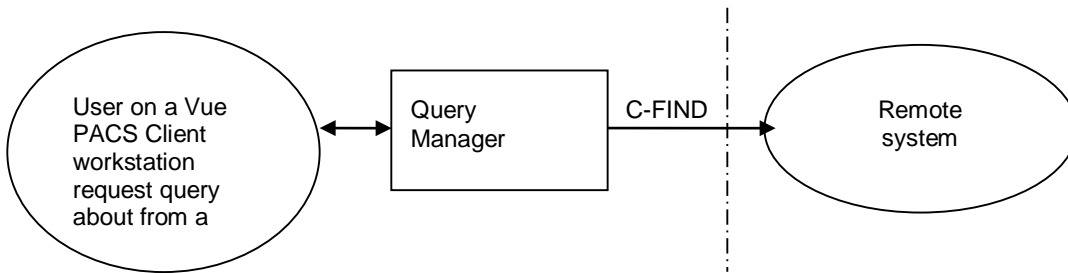 User on a Vue
PACS Client
workstation
request query
about from a
Query
Manager
C-FIND
Remote
system